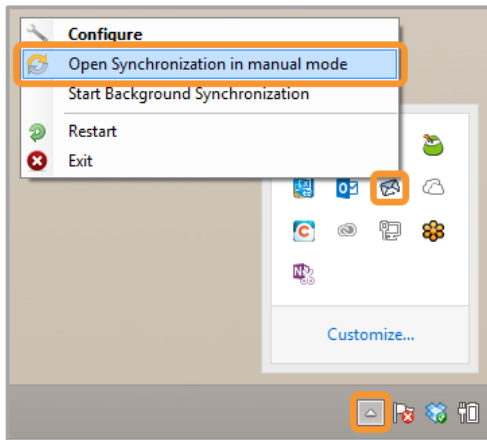 Configure
Open Synchronization in manual mode
Start Background Synchronization
Restart
Exit
Customize...